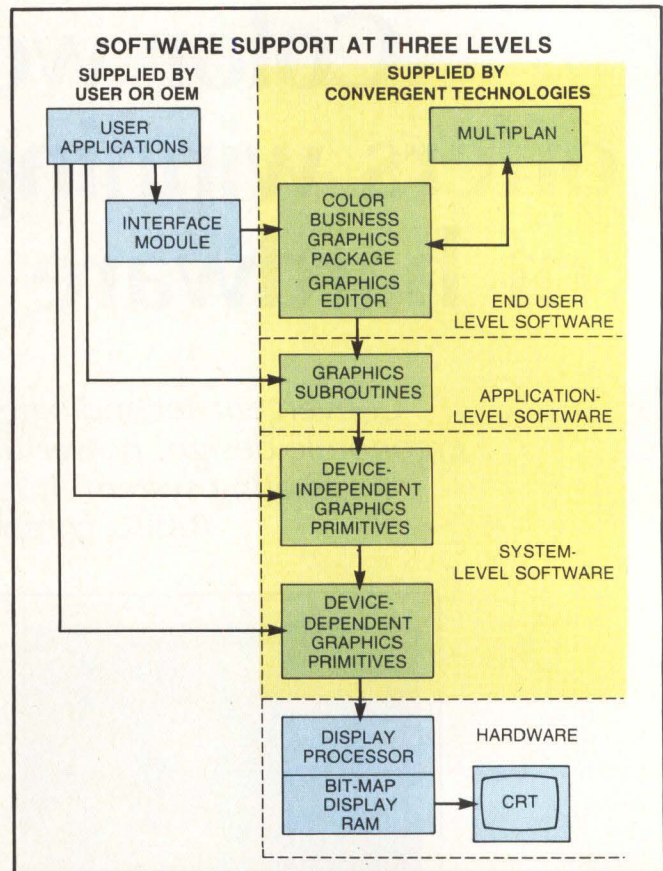 SOFTWARE SUPPORT AT THREE LEVELS
SUPPLIED BY
USER OR OEM
SUPPLIED BY
CONVERGENT TECHNOLOGIES
USER
APPLICATIONS
MULTIPLAN
INTERFACE
MODULE
COLOR
BUSINESS
GRAPHICS
PACKAGE
GRAPHICS
EDITOR
END USER
LEVEL SOFTWARE
GRAPHICS
SUBROUTINES
APPLICATION-
LEVEL SOFTWARE
DEVICE-
INDEPENDENT
GRAPHICS
PRIMITIVES
SYSTEM-
LEVEL SOFTWARE
DEVICE-
DEPENDENT
GRAPHICS
PRIMITIVES
DISPLAY
PROCESSOR
HARDWARE
BIT-MAP
DISPLAY
RAM
CRT